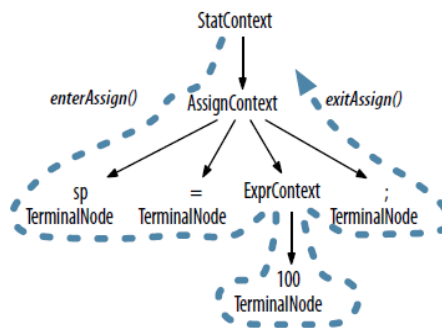 StatContext
enterAssign()
exitAssign()
AssignContext
sp
=
ExprContext
;
TerminalNode
TerminalNode
TerminalNode
100
TerminalNode